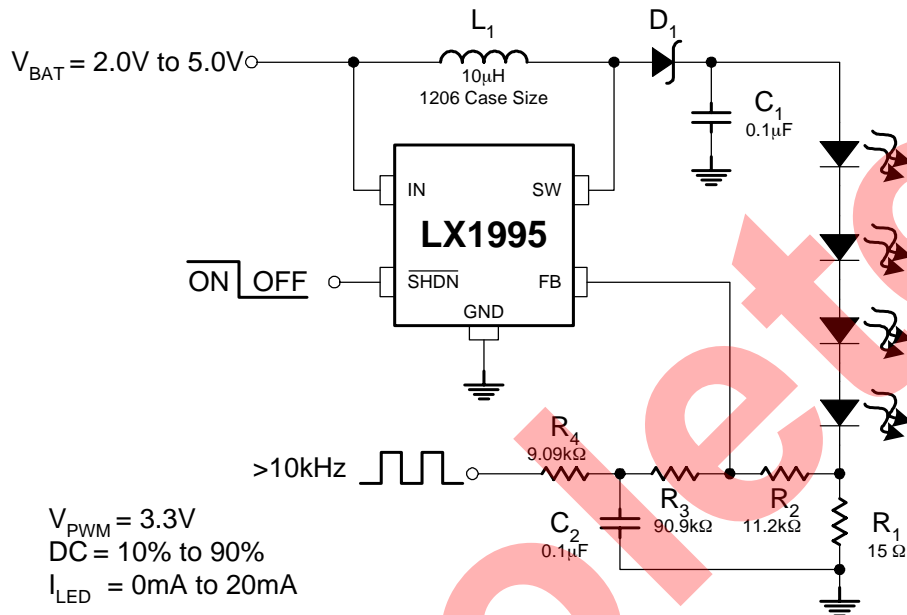 L1
D1
VBAT = 2.0V to 5.0V
10µH
1206 Case Size
C1
0.1µF
IN
SW
LX1995
ON OFF
SHDN
FB
GND
R4
9.09kΩ
>10kHz
R3
90.9kΩ
R2
11.2kΩ
C2
0.1µF
R1
15 Ω
VPWM = 3.3V
DC = 10% to 90%
ILED = 0mA to 20mA